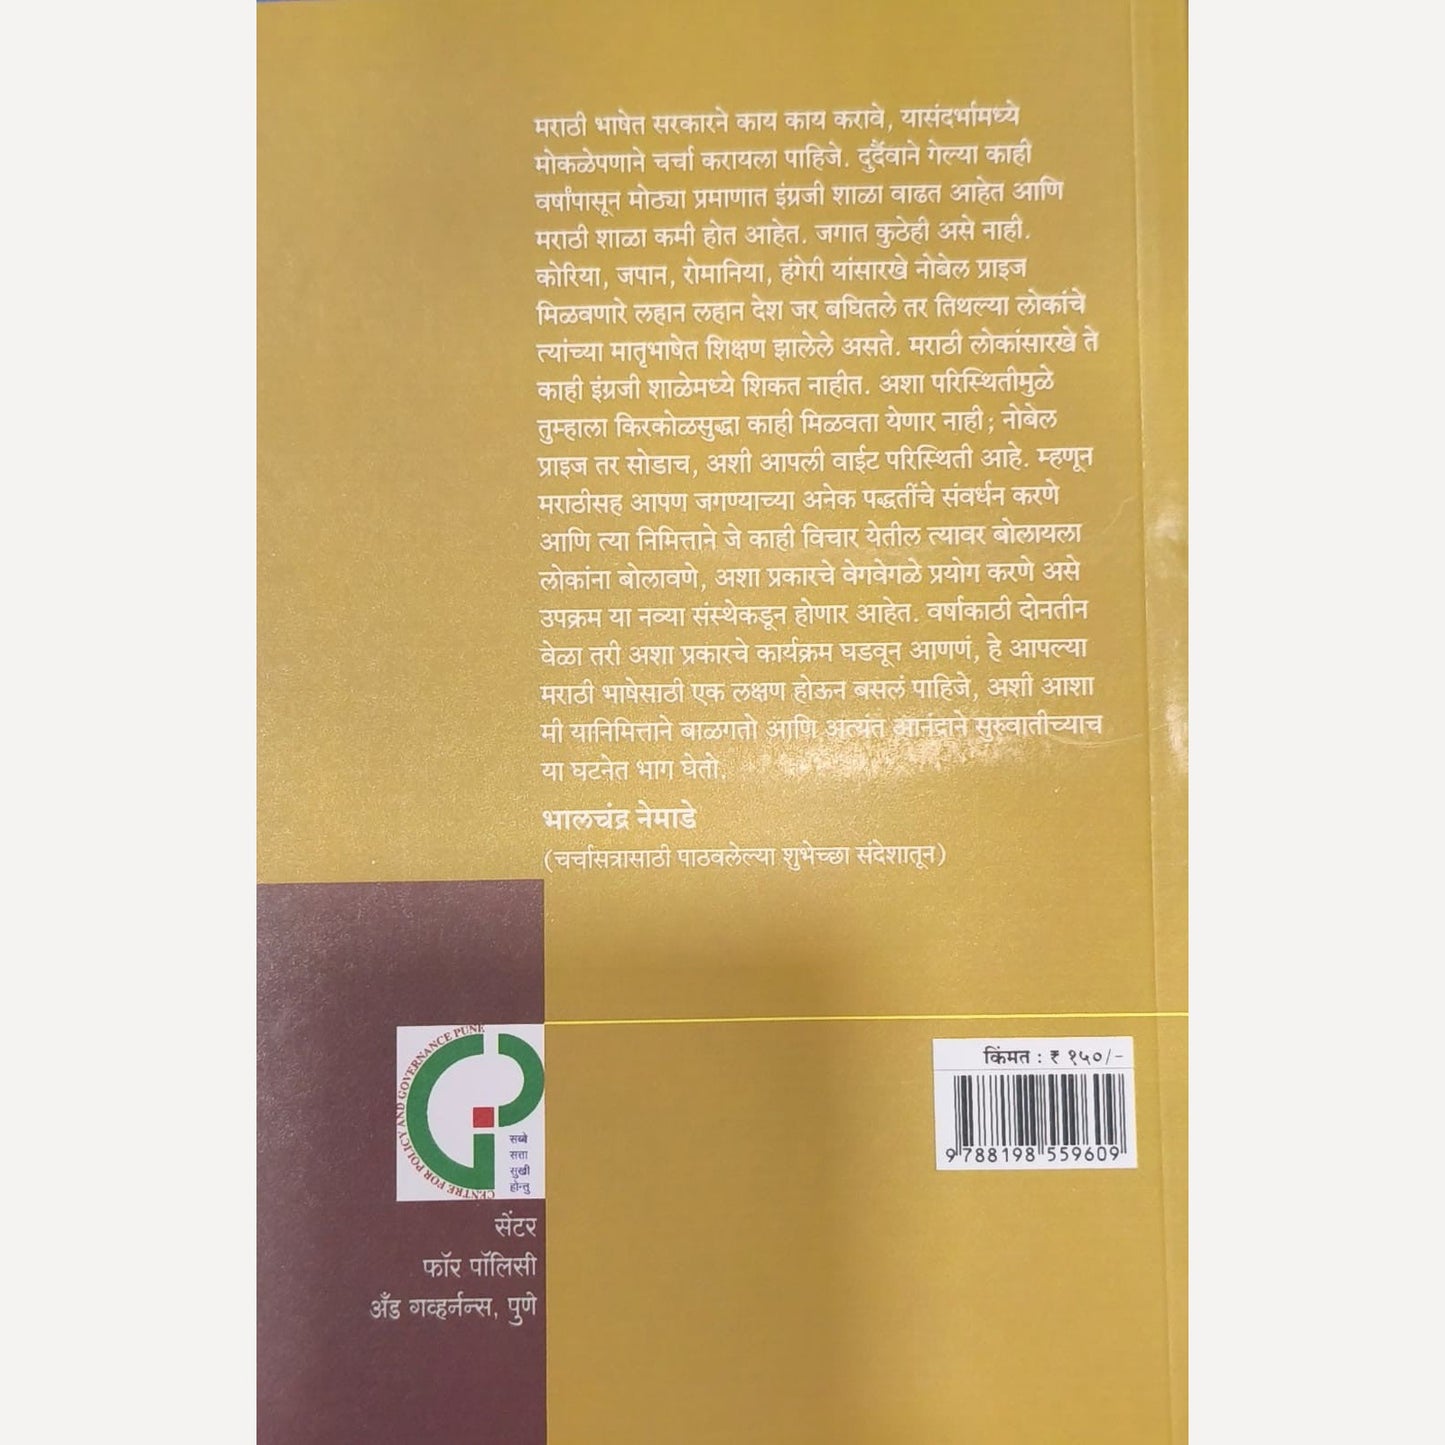 मराठी भाषेत सरकारने काय काय करावे, यासंदर्भामध्ये
मोकळेपणाने चर्चा करायला पाहिजे. दुर्दैवाने गेल्या काही
वर्षांपासून मोठ्या प्रमाणात इंग्रजी शाळा वाढत आहेत आणि
मराठी शाळा कमी होत आहेत. जगात कुठेही असे नाही.
कोरिया, जपान, रोमानिया, हंगेरी यांसारखे नोबेल प्राइज
मिळवणारे लहान लहान देश जर बघितले तर तिथल्या लोकांचे
त्यांच्या मातृभाषेत शिक्षण झालेले असते. मराठी लोकांसारखे ते
काही इंग्रजी शाळेमध्ये शिकत नाहीत. अशा परिस्थितीमुळे
तुम्हाला किरकोळसुद्धा काही मिळवता येणार नाही; नोबेल
प्राइज तर सोडाच, अशी आपली वाईट परिस्थिती आहे. म्हणून
मराठीसह आपण जगण्याच्या अनेक पद्धतींचे संवर्धन करणे
आणि त्या निमित्ताने जे काही विचार येतील त्यावर बोलायला
लोकांना बोलावणे, अशा प्रकारचे वेगवेगळे प्रयोग करणे असे
उपक्रम या नव्या संस्थेकडून होणार आहेत. वर्षाकाठी दोनतीन
वेळा तरी अशा प्रकारचे कार्यक्रम घडवून आणणं, हे आपल्या
मराठी भाषेसाठी एक लक्षण होऊन बसलं पाहिजे, अशी आशा
मी यानिमित्ताने बाळगतो आणि अत्यंत आनंदाने सुरुवातीच्याच
या घटनेत भाग घेतो.
भालचंद्र नेमाडे
(चर्चासत्रासाठी पाठवलेल्या शुभेच्छा संदेशातून)
CENTRE FOR POLICY AND GOVERNANCE PUNE
सब्बे
सत्ता
सुखी
होन्तु
सेंटर
फॉर पॉलिसी
अँड गव्हर्नन्स, पुणे
किंमत : ₹ १५०/-
9 788198 559609